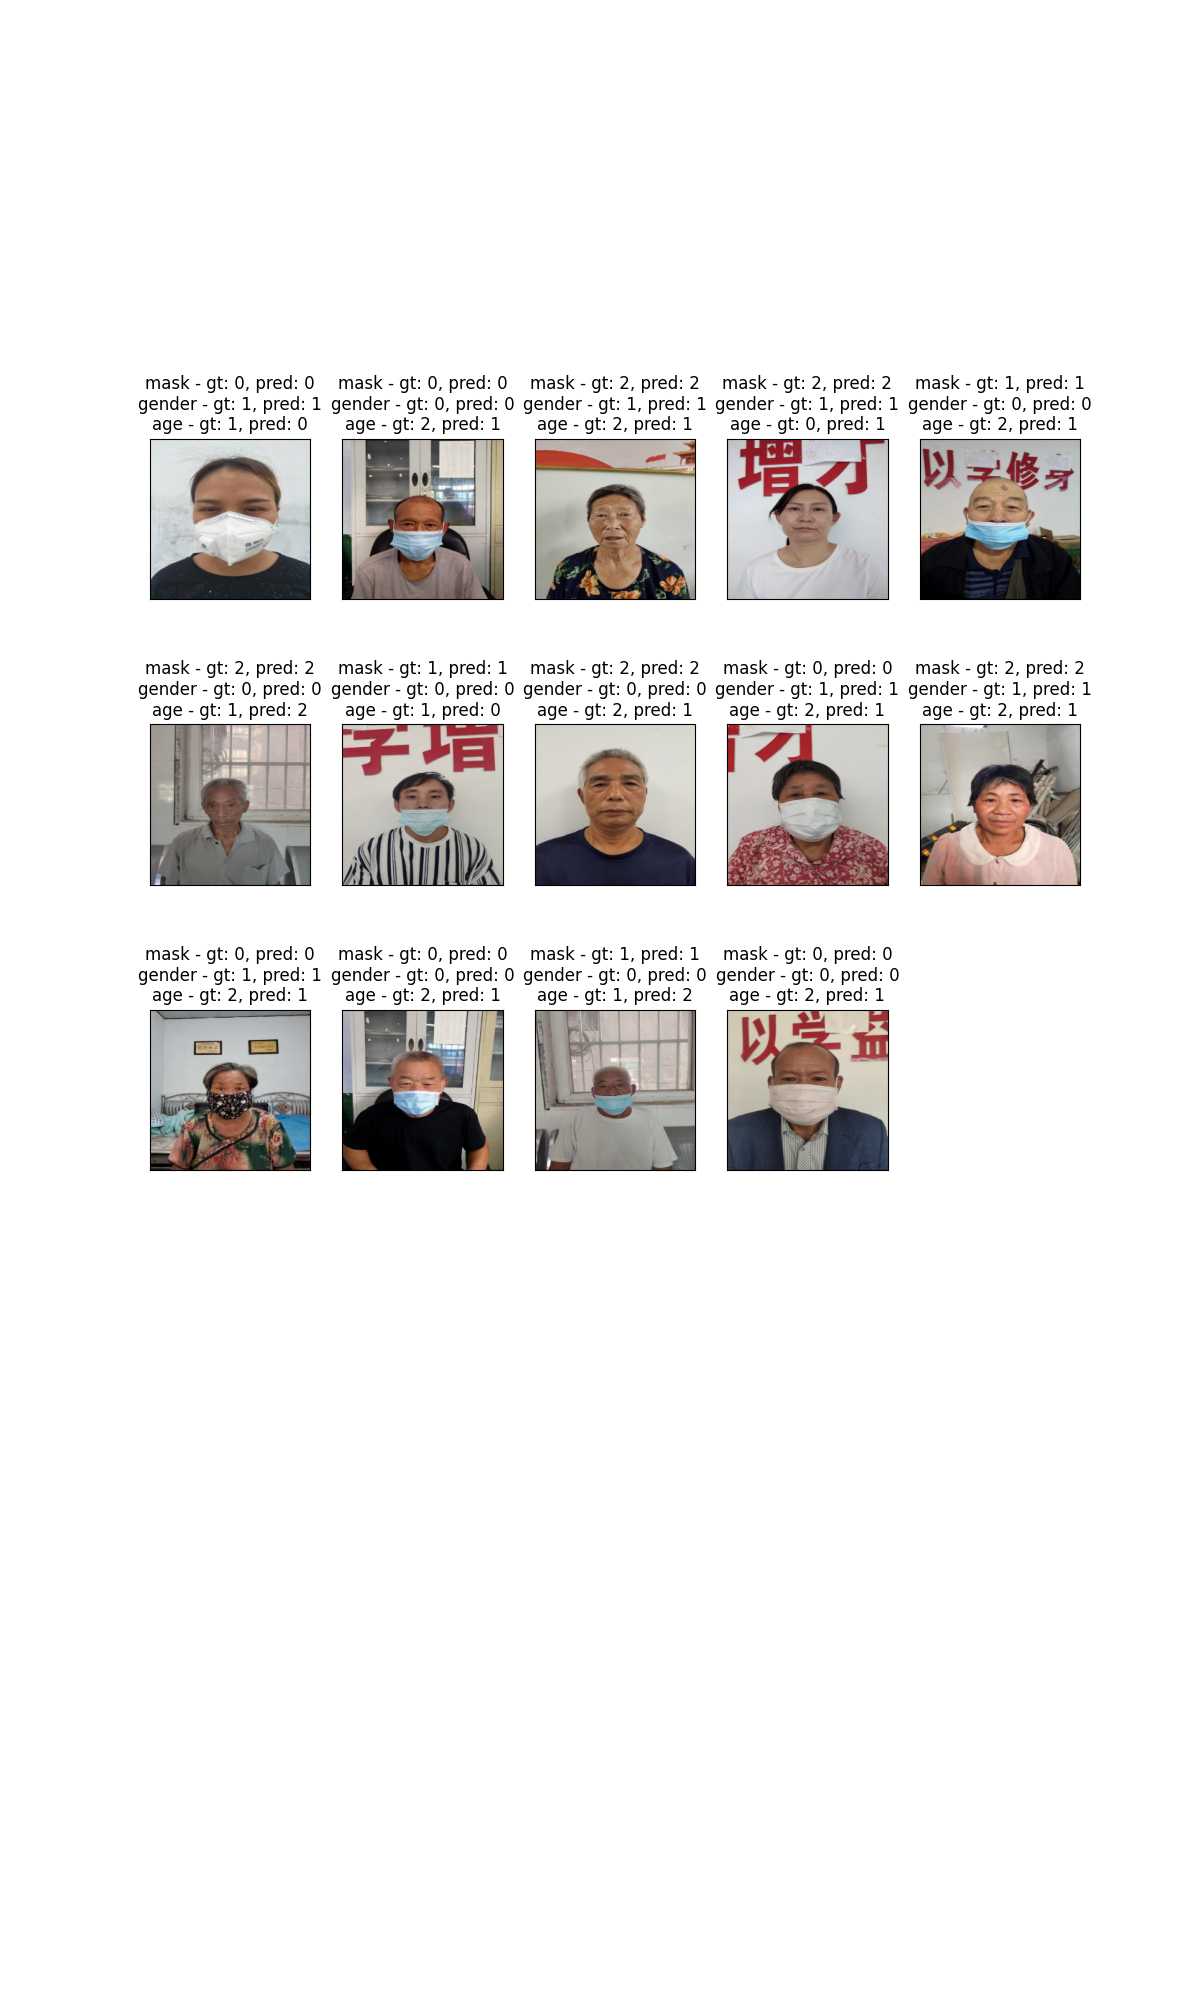 mask - gt: 0, pred: 0
gender - gt: 1, pred: 1
age - gt: 1, pred: 0
mask - gt: 0, pred: 0
gender - gt: 0, pred: 0
age - gt: 2, pred: 1
mask - gt: 2, pred: 2
gender - gt: 1, pred: 1
age - gt: 2, pred: 1
mask - gt: 2, pred: 2
gender - gt: 1, pred: 1
age - gt: 0, pred: 1
mask - gt: 1, pred: 1
gender - gt: 0, pred: 0
age - gt: 2, pred: 1
增才
以学修身
mask - gt: 2, pred: 2
gender - gt: 0, pred: 0
age - gt: 1, pred: 2
mask - gt: 1, pred: 1
gender - gt: 0, pred: 0
age - gt: 1, pred: 0
mask - gt: 2, pred: 2
gender - gt: 0, pred: 0
age - gt: 2, pred: 1
mask - gt: 0, pred: 0
gender - gt: 1, pred: 1
age - gt: 2, pred: 1
mask - gt: 2, pred: 2
gender - gt: 1, pred: 1
age - gt: 2, pred: 1
学增
才
mask - gt: 0, pred: 0
gender - gt: 1, pred: 1
age - gt: 2, pred: 1
mask - gt: 0, pred: 0
gender - gt: 0, pred: 0
age - gt: 2, pred: 1
mask - gt: 1, pred: 1
gender - gt: 0, pred: 0
age - gt: 1, pred: 2
mask - gt: 0, pred: 0
gender - gt: 0, pred: 0
age - gt: 2, pred: 1
以学益